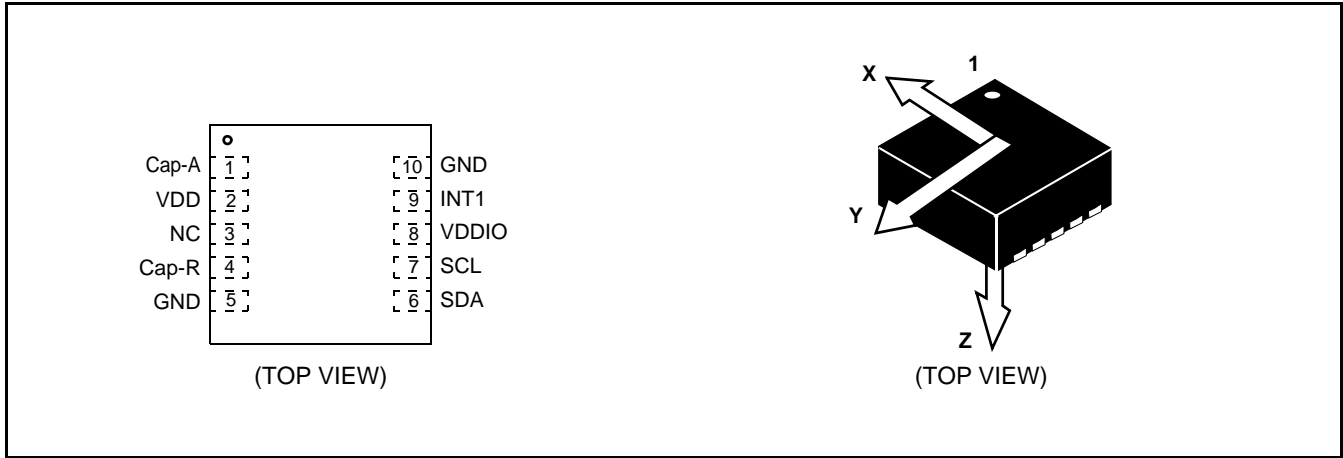 Cap-A 1 10 GND
VDD 2 9 INT1
NC 3 8 VDDIO
Cap-R 4 7 SCL
GND 5 6 SDA
(TOP VIEW)
1
X
Y
Z
(TOP VIEW)